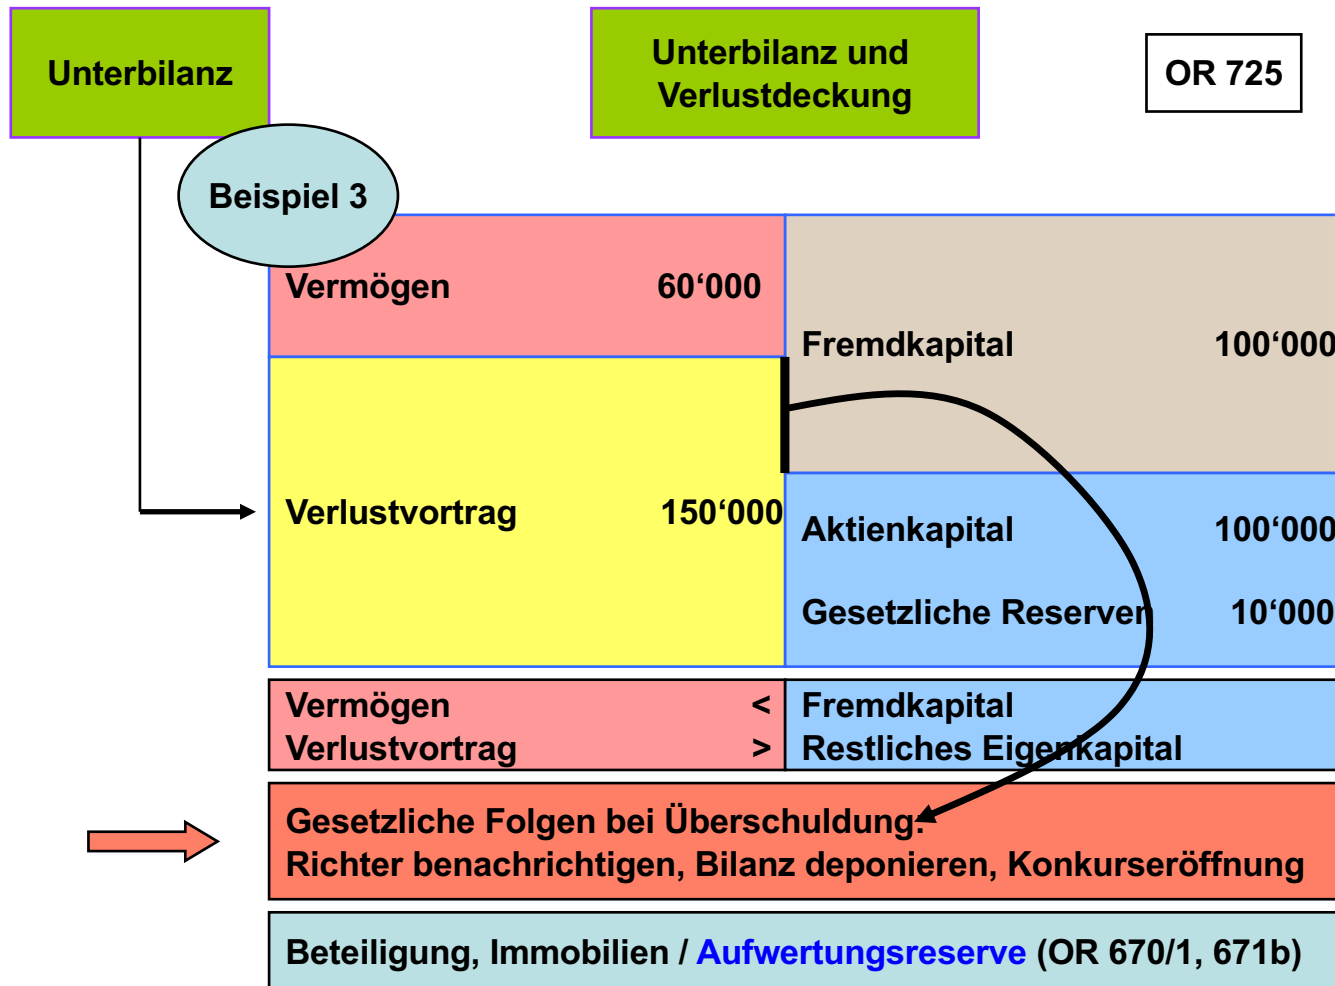 Unterbilanz
Unterbilanz und
Verlustdeckung
OR 725
Beispiel 3
Vermögen 60‘000
Fremdkapital 100‘000
Verlustvortrag 150‘000
Aktienkapital 100‘000
Gesetzliche Reserven 10‘000
Vermögen < Fremdkapital
Verlustvortrag > Restliches Eigenkapital
Gesetzliche Folgen bei Überschuldung:
Richter benachrichtigen, Bilanz deponieren, Konkurseröffnung
Beteiligung, Immobilien / Aufwertungsreserve (OR 670/1, 671b)